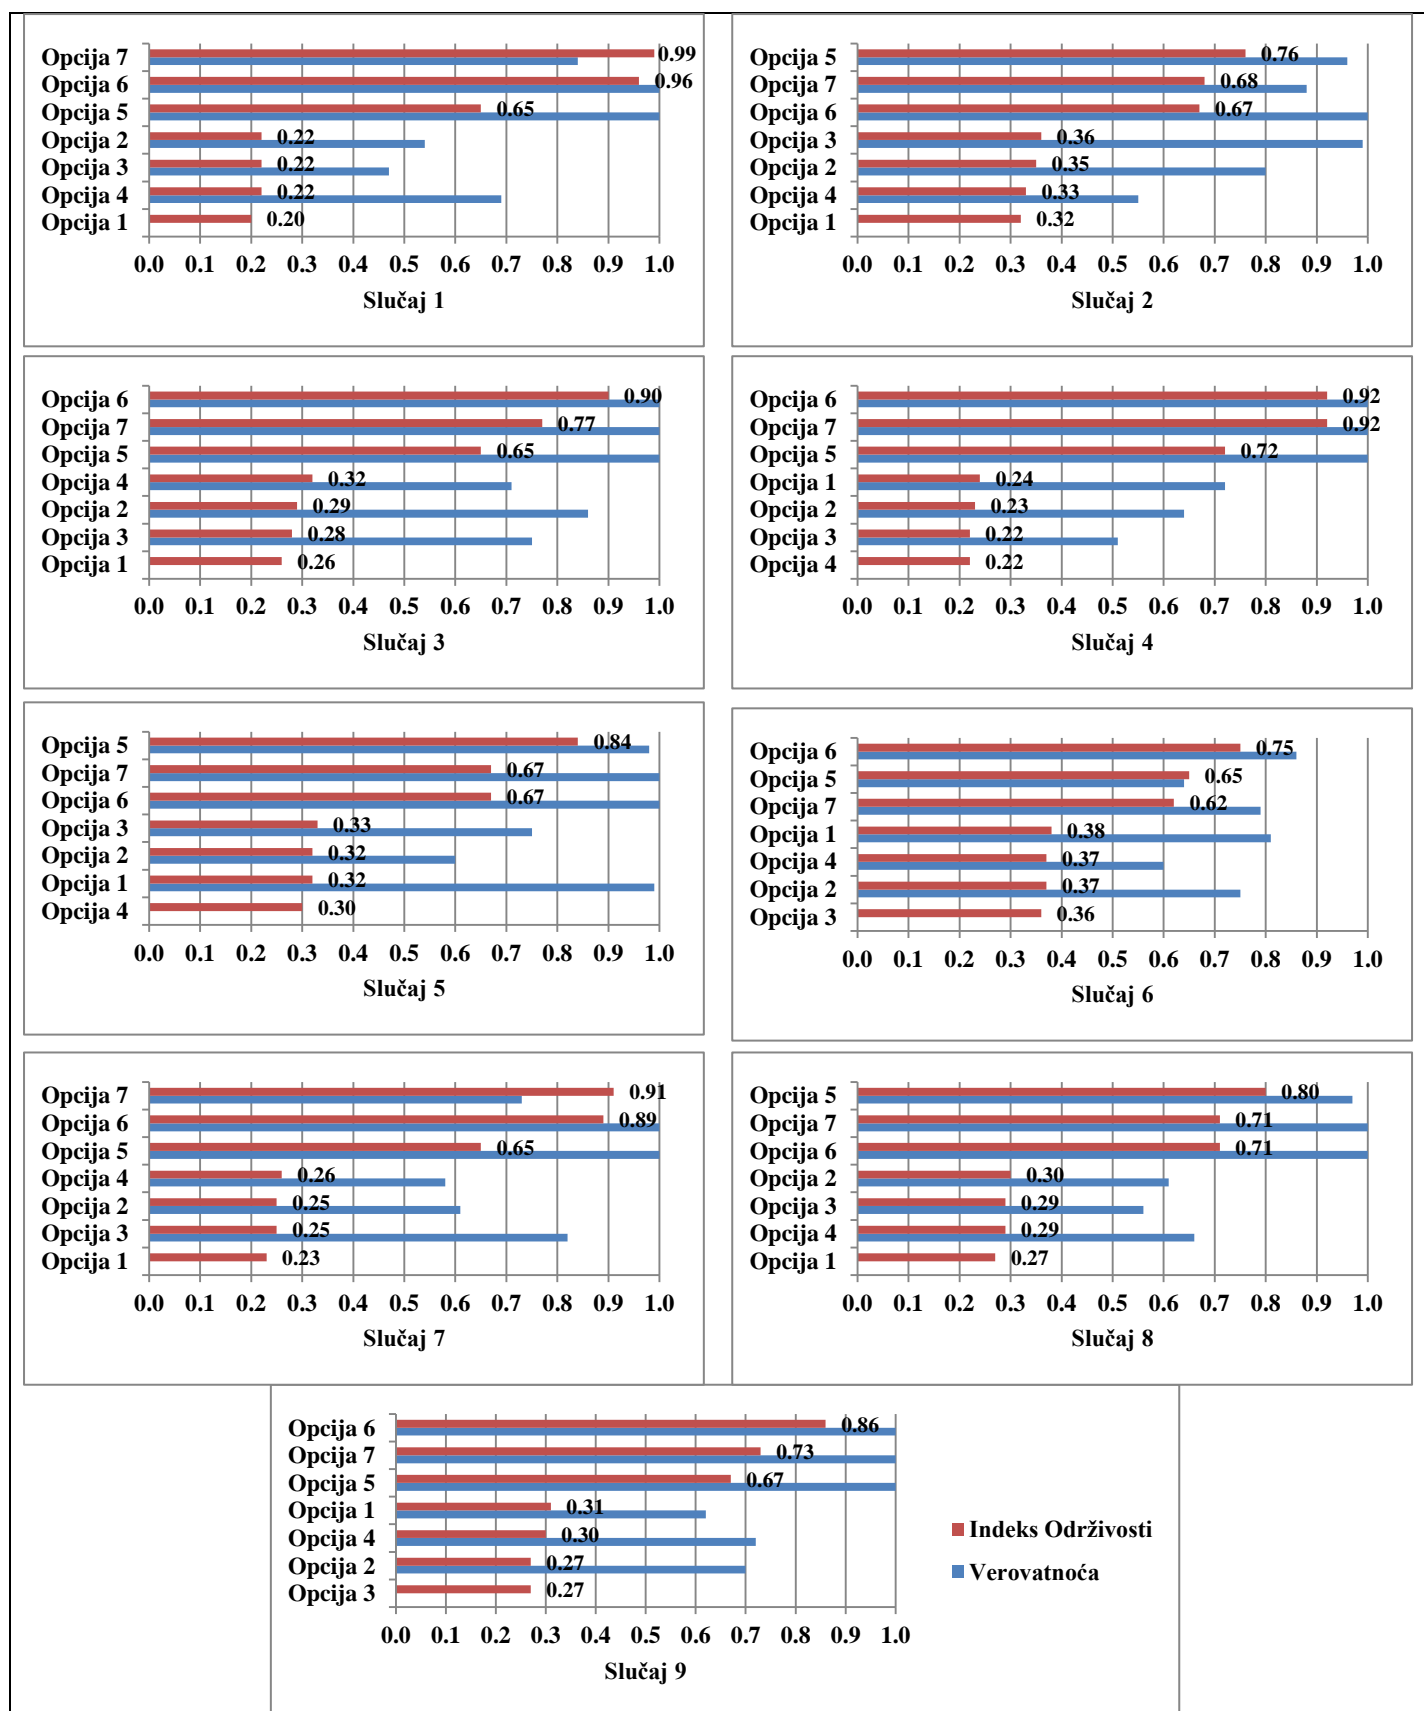 Opcija 7 0.99
Opcija 6 0.96
Opcija 5 0.65
Opcija 2 0.22
Opcija 3 0.22
Opcija 4 0.22
Opcija 1 0.20
0.0 0.1 0.2 0.3 0.4 0.5 0.6 0.7 0.8 0.9 1.0
Slučaj 1
Opcija 5 0.76
Opcija 7 0.68
Opcija 6 0.67
Opcija 3 0.36
Opcija 2 0.35
Opcija 4 0.33
Opcija 1 0.32
0.0 0.1 0.2 0.3 0.4 0.5 0.6 0.7 0.8 0.9 1.0
Slučaj 2
Opcija 6 0.90
Opcija 7 0.77
Opcija 5 0.65
Opcija 4 0.32
Opcija 2 0.29
Opcija 3 0.28
Opcija 1 0.26
0.0 0.1 0.2 0.3 0.4 0.5 0.6 0.7 0.8 0.9 1.0
Slučaj 3
Opcija 6 0.92
Opcija 7 0.92
Opcija 5 0.72
Opcija 1 0.24
Opcija 2 0.23
Opcija 3 0.22
Opcija 4 0.22
0.0 0.1 0.2 0.3 0.4 0.5 0.6 0.7 0.8 0.9 1.0
Slučaj 4
Opcija 5 0.84
Opcija 7 0.67
Opcija 6 0.67
Opcija 3 0.33
Opcija 2 0.32
Opcija 1 0.32
Opcija 4 0.30
0.0 0.1 0.2 0.3 0.4 0.5 0.6 0.7 0.8 0.9 1.0
Slučaj 5
Opcija 6 0.75
Opcija 5 0.65
Opcija 7 0.62
Opcija 1 0.38
Opcija 4 0.37
Opcija 2 0.37
Opcija 3 0.36
0.0 0.1 0.2 0.3 0.4 0.5 0.6 0.7 0.8 0.9 1.0
Slučaj 6
Opcija 7 0.91
Opcija 6 0.89
Opcija 5 0.65
Opcija 4 0.26
Opcija 2 0.25
Opcija 3 0.25
Opcija 1 0.23
0.0 0.1 0.2 0.3 0.4 0.5 0.6 0.7 0.8 0.9 1.0
Slučaj 7
Opcija 5 0.80
Opcija 7 0.71
Opcija 6 0.71
Opcija 2 0.30
Opcija 3 0.29
Opcija 4 0.29
Opcija 1 0.27
0.0 0.1 0.2 0.3 0.4 0.5 0.6 0.7 0.8 0.9 1.0
Slučaj 8
Opcija 6 0.86
Opcija 7 0.73
Opcija 5 0.67
Opcija 1 0.31
Opcija 4 0.30
Opcija 2 0.27
Opcija 3 0.27
0.0 0.1 0.2 0.3 0.4 0.5 0.6 0.7 0.8 0.9 1.0
Slučaj 9
Indeks Održivosti
Verovatnoća